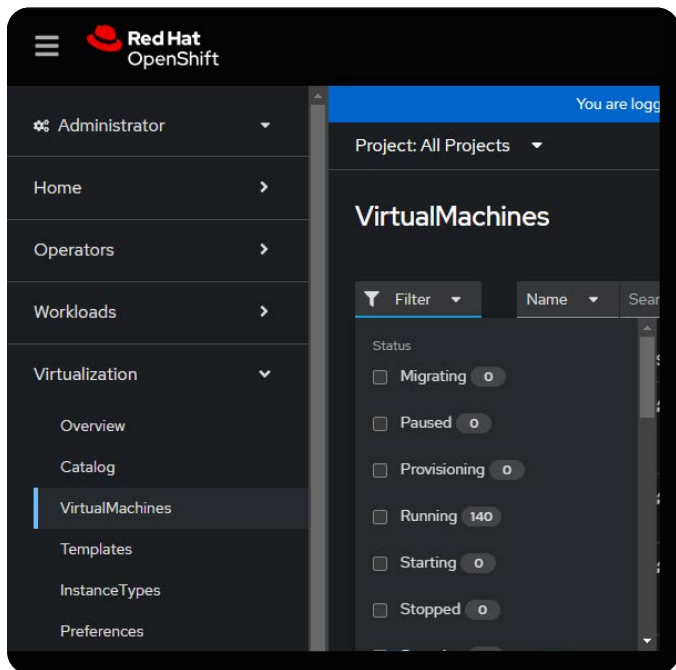 Red Hat
OpenShift
You are logg
Administrator
Project: All Projects
Home
VirtualMachines
Operators
Filter
Name
Sear
Workloads
Status
Migrating 0
Virtualization
Paused 0
Overview
Catalog
Provisioning 0
VirtualMachines
Running 140
Templates
Starting 0
InstanceTypes
Stopped 0
Preferences